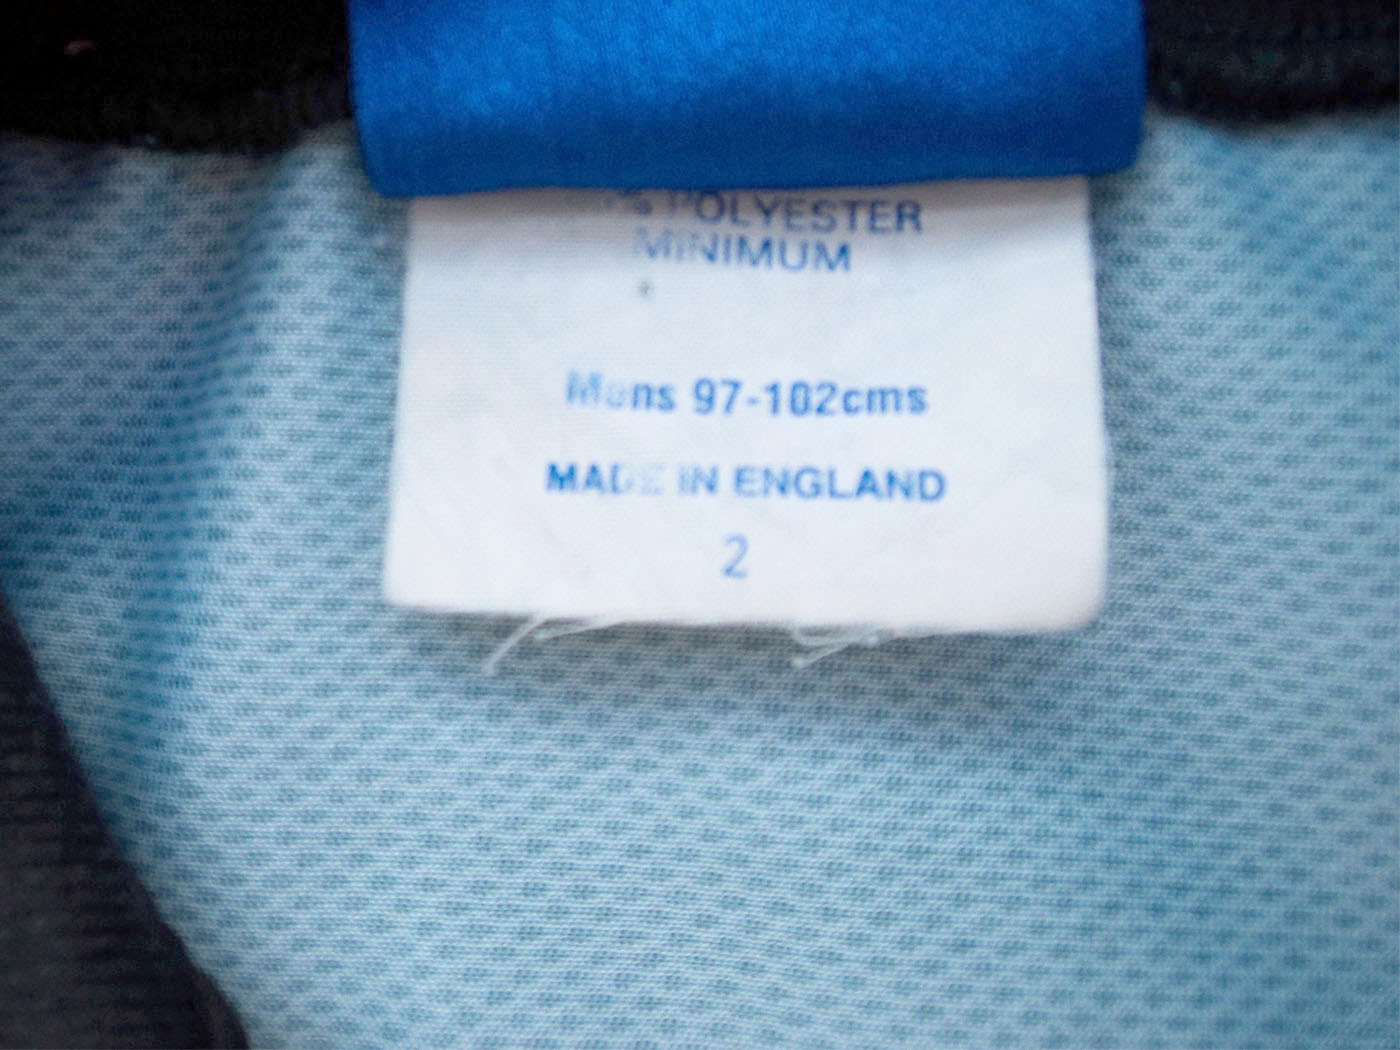 % POLYESTER
MINIMUM
Mens 97-102cms
MADE IN ENGLAND
2